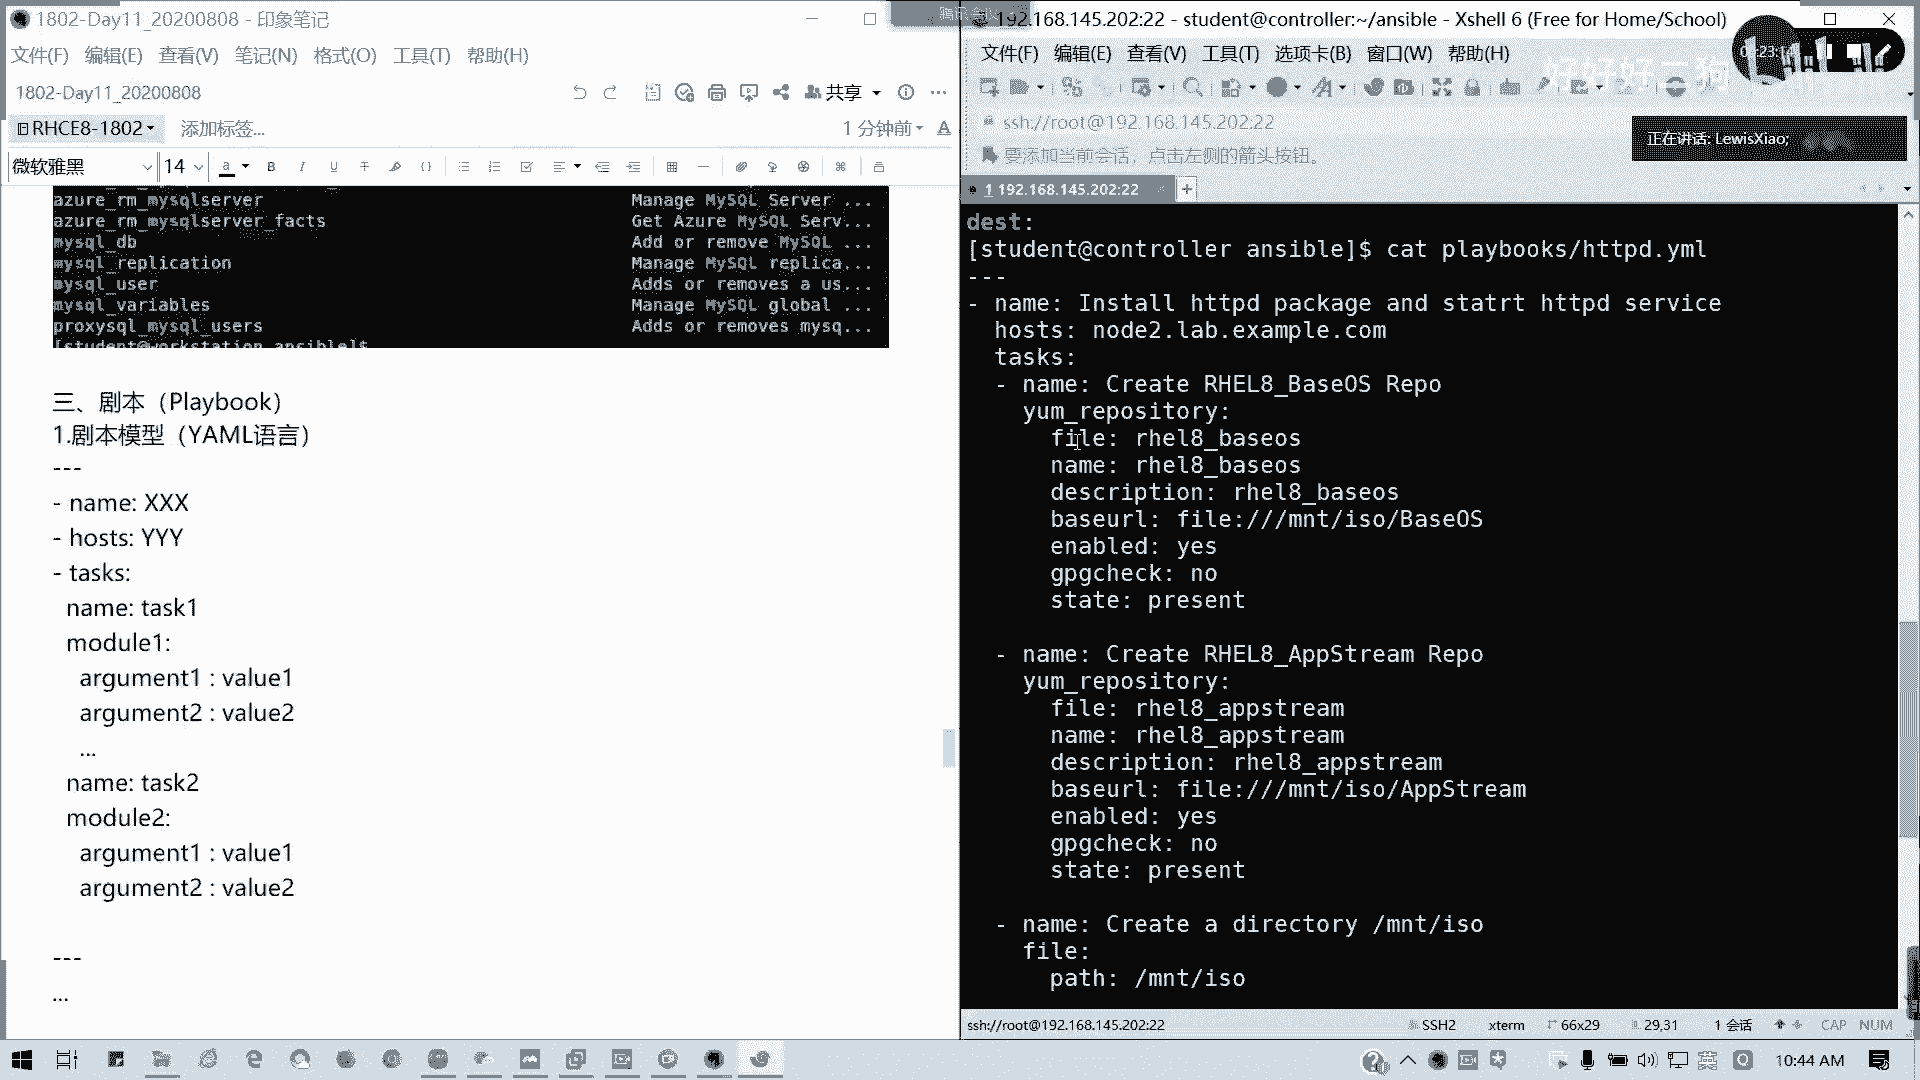 1802-Day11_20200808 - 印象笔记
文件(F) 编辑(E) 查看(V) 笔记(N) 格式(O) 工具(T) 帮助(H)
1802-Day11_20200808
共享
RHCE8-1802
添加标签...
1 分钟前
微软雅黑
14
azure_rm_mysqlserver Manage MySQL Server ...
azure_rm_mysqlserver_facts Get Azure MySQL Serv...
mysql_db Add or remove MySQL ...
mysql_replication Manage MySQL replica...
mysql_user Adds or removes a us...
mysql_variables Manage MySQL global ...
proxysql_mysql_users Adds or removes mysq...
[student@workstation ansible]$
三、剧本（Playbook）
1.剧本模型（YAML语言）
---
- name: XXX
- hosts: YYY
- tasks:
name: task1
module1:
argument1 : value1
argument2 : value2
...
name: task2
module2:
argument1 : value1
argument2 : value2
---
...
192.168.145.202:22 - student@controller:~/ansible - Xshell 6 (Free for Home/School)
文件(F) 编辑(E) 查看(V) 工具(T) 选项卡(B) 窗口(W) 帮助(H)
ssh://root@192.168.145.202:22
要添加当前会话，点击左侧的箭头按钮。
正在讲话: LewisXiao;
1 192.168.145.202:22
dest:
[student@controller ansible]$ cat playbooks/httpd.yml
---
- name: Install httpd package and statrt httpd service
hosts: node2.lab.example.com
tasks:
- name: Create RHEL8_BaseOS Repo
yum_repository:
file: rhel8_baseos
name: rhel8_baseos
description: rhel8_baseos
baseurl: file:///mnt/iso/BaseOS
enabled: yes
gpgcheck: no
state: present
- name: Create RHEL8_AppStream Repo
yum_repository:
file: rhel8_appstream
name: rhel8_appstream
description: rhel8_appstream
baseurl: file:///mnt/iso/AppStream
enabled: yes
gpgcheck: no
state: present
- name: Create a directory /mnt/iso
file:
path: /mnt/iso
ssh://root@192.168.145.202:22 SSH2 xterm 66x29 29,31 1 会话 CAP NUM
10:44 AM